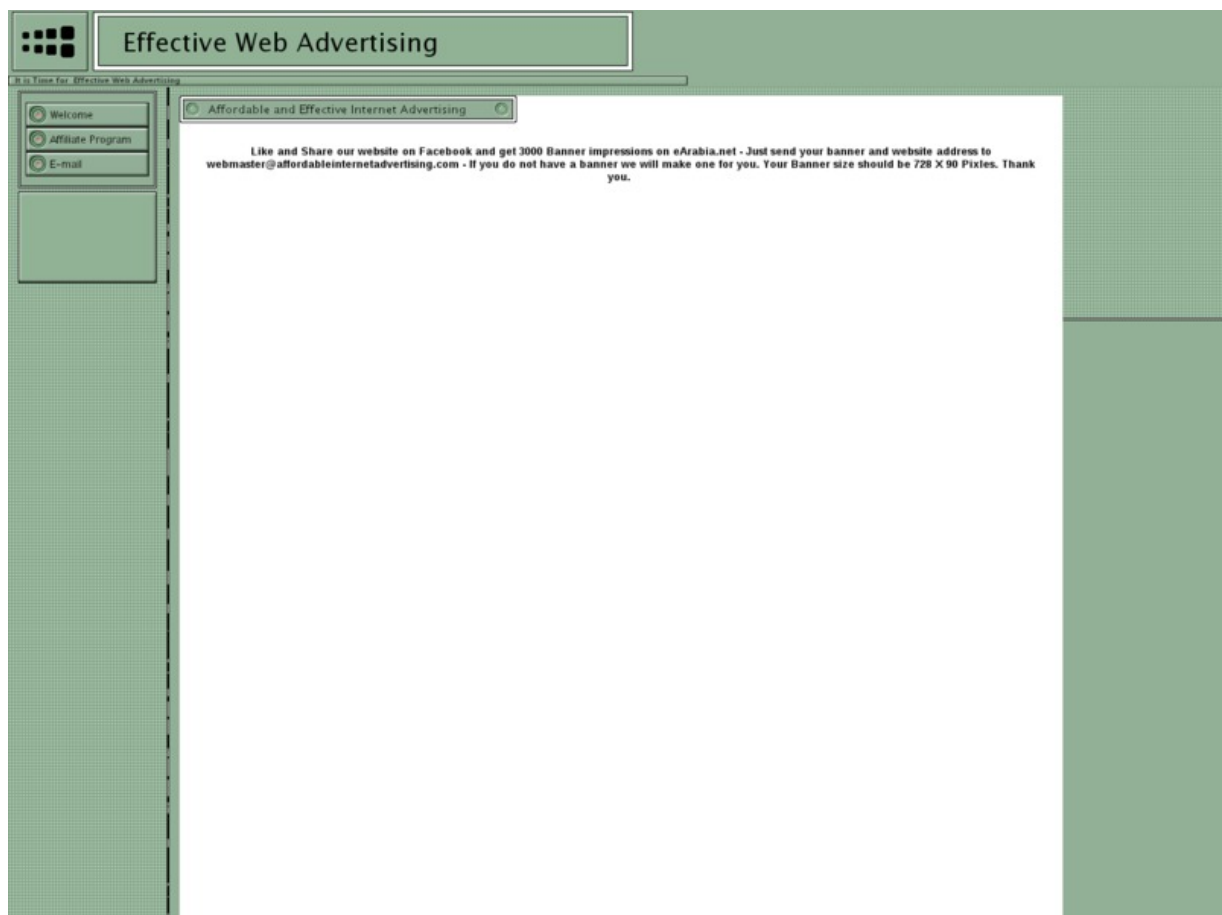 Effective Web Advertising
It is Time for Effective Web Advertising
Welcome
Affiliate Program
E-mail
Affordable and Effective Internet Advertising
Like and Share our website on Facebook and get 3000 Banner impressions on eArabia.net - Just send your banner and website address to
webmaster@affordableinternetadvertising.com - If you do not have a banner we will make one for you. Your Banner size should be 728 X 90 Pixles. Thank
you.